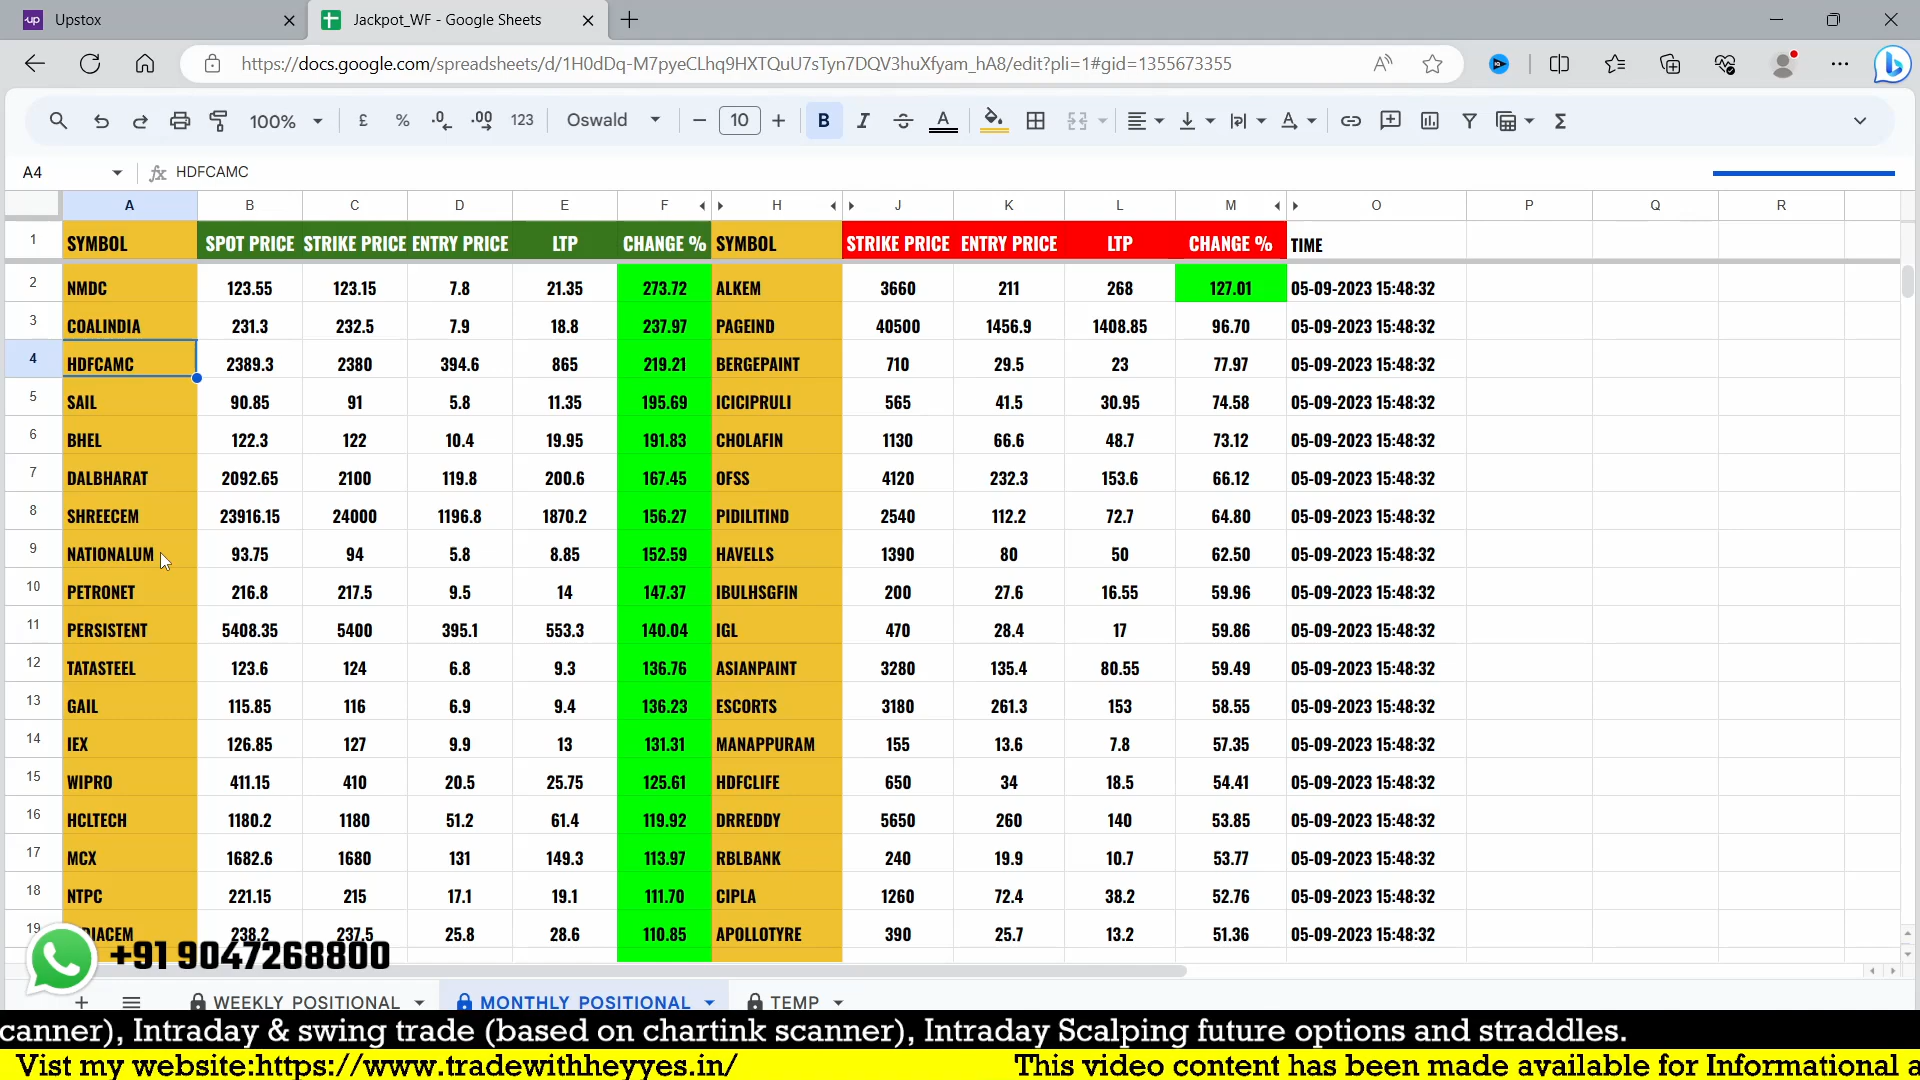 Upstox
Jackpot_WF - Google Sheets
https://docs.google.com/spreadsheets/d/1H0dDq-M7pyeCLhq9HXTQuU7sTyn7DQV3huXfyam_hA8/edit?pli=1#gid=1355673355
100% £ % .0 .00 123 Oswald 10 B I A Σ
A4 fx HDFCAMC
A B C D E F H J K L M O P Q R
1 SYMBOL SPOT PRICE STRIKE PRICE ENTRY PRICE LTP CHANGE % SYMBOL STRIKE PRICE ENTRY PRICE LTP CHANGE % TIME
2 NMDC 123.55 123.15 7.8 21.35 273.72 ALKEM 3660 211 268 127.01 05-09-2023 15:48:32
3 COALINDIA 231.3 232.5 7.9 18.8 237.97 PAGEIND 40500 1456.9 1408.85 96.70 05-09-2023 15:48:32
4 HDFCAMC 2389.3 2380 394.6 865 219.21 BERGEPAINT 710 29.5 23 77.97 05-09-2023 15:48:32
5 SAIL 90.85 91 5.8 11.35 195.69 ICICIPRULI 565 41.5 30.95 74.58 05-09-2023 15:48:32
6 BHEL 122.3 122 10.4 19.95 191.83 CHOLAFIN 1130 66.6 48.7 73.12 05-09-2023 15:48:32
7 DALBHARAT 2092.65 2100 119.8 200.6 167.45 OFSS 4120 232.3 153.6 66.12 05-09-2023 15:48:32
8 SHREECEM 23916.15 24000 1196.8 1870.2 156.27 PIDILITIND 2540 112.2 72.7 64.80 05-09-2023 15:48:32
9 NATIONALUM 93.75 94 5.8 8.85 152.59 HAVELLS 1390 80 50 62.50 05-09-2023 15:48:32
10 PETRONET 216.8 217.5 9.5 14 147.37 IBULHSGFIN 200 27.6 16.55 59.96 05-09-2023 15:48:32
11 PERSISTENT 5408.35 5400 395.1 553.3 140.04 IGL 470 28.4 17 59.86 05-09-2023 15:48:32
12 TATASTEEL 123.6 124 6.8 9.3 136.76 ASIANPAINT 3280 135.4 80.55 59.49 05-09-2023 15:48:32
13 GAIL 115.85 116 6.9 9.4 136.23 ESCORTS 3180 261.3 153 58.55 05-09-2023 15:48:32
14 IEX 126.85 127 9.9 13 131.31 MANAPPURAM 155 13.6 7.8 57.35 05-09-2023 15:48:32
15 WIPRO 411.15 410 20.5 25.75 125.61 HDFCLIFE 650 34 18.5 54.41 05-09-2023 15:48:32
16 HCLTECH 1180.2 1180 51.2 61.4 119.92 DRREDDY 5650 260 140 53.85 05-09-2023 15:48:32
17 MCX 1682.6 1680 131 149.3 113.97 RBLBANK 240 19.9 10.7 53.77 05-09-2023 15:48:32
18 NTPC 221.15 215 17.1 19.1 111.70 CIPLA 1260 72.4 38.2 52.76 05-09-2023 15:48:32
19 DIACEM 238.2 237.5 25.8 28.6 110.85 APOLLOTYRE 390 25.7 13.2 51.36 05-09-2023 15:48:32
+91 9047268800
WEEKLY POSITIONAL MONTHLY POSITIONAL TEMP
canner), Intraday & swing trade (based on chartink scanner), Intraday Scalping future options and straddles.
Vist my website:https://www.tradewithheyyes.in/ This video content has been made available for Informational a